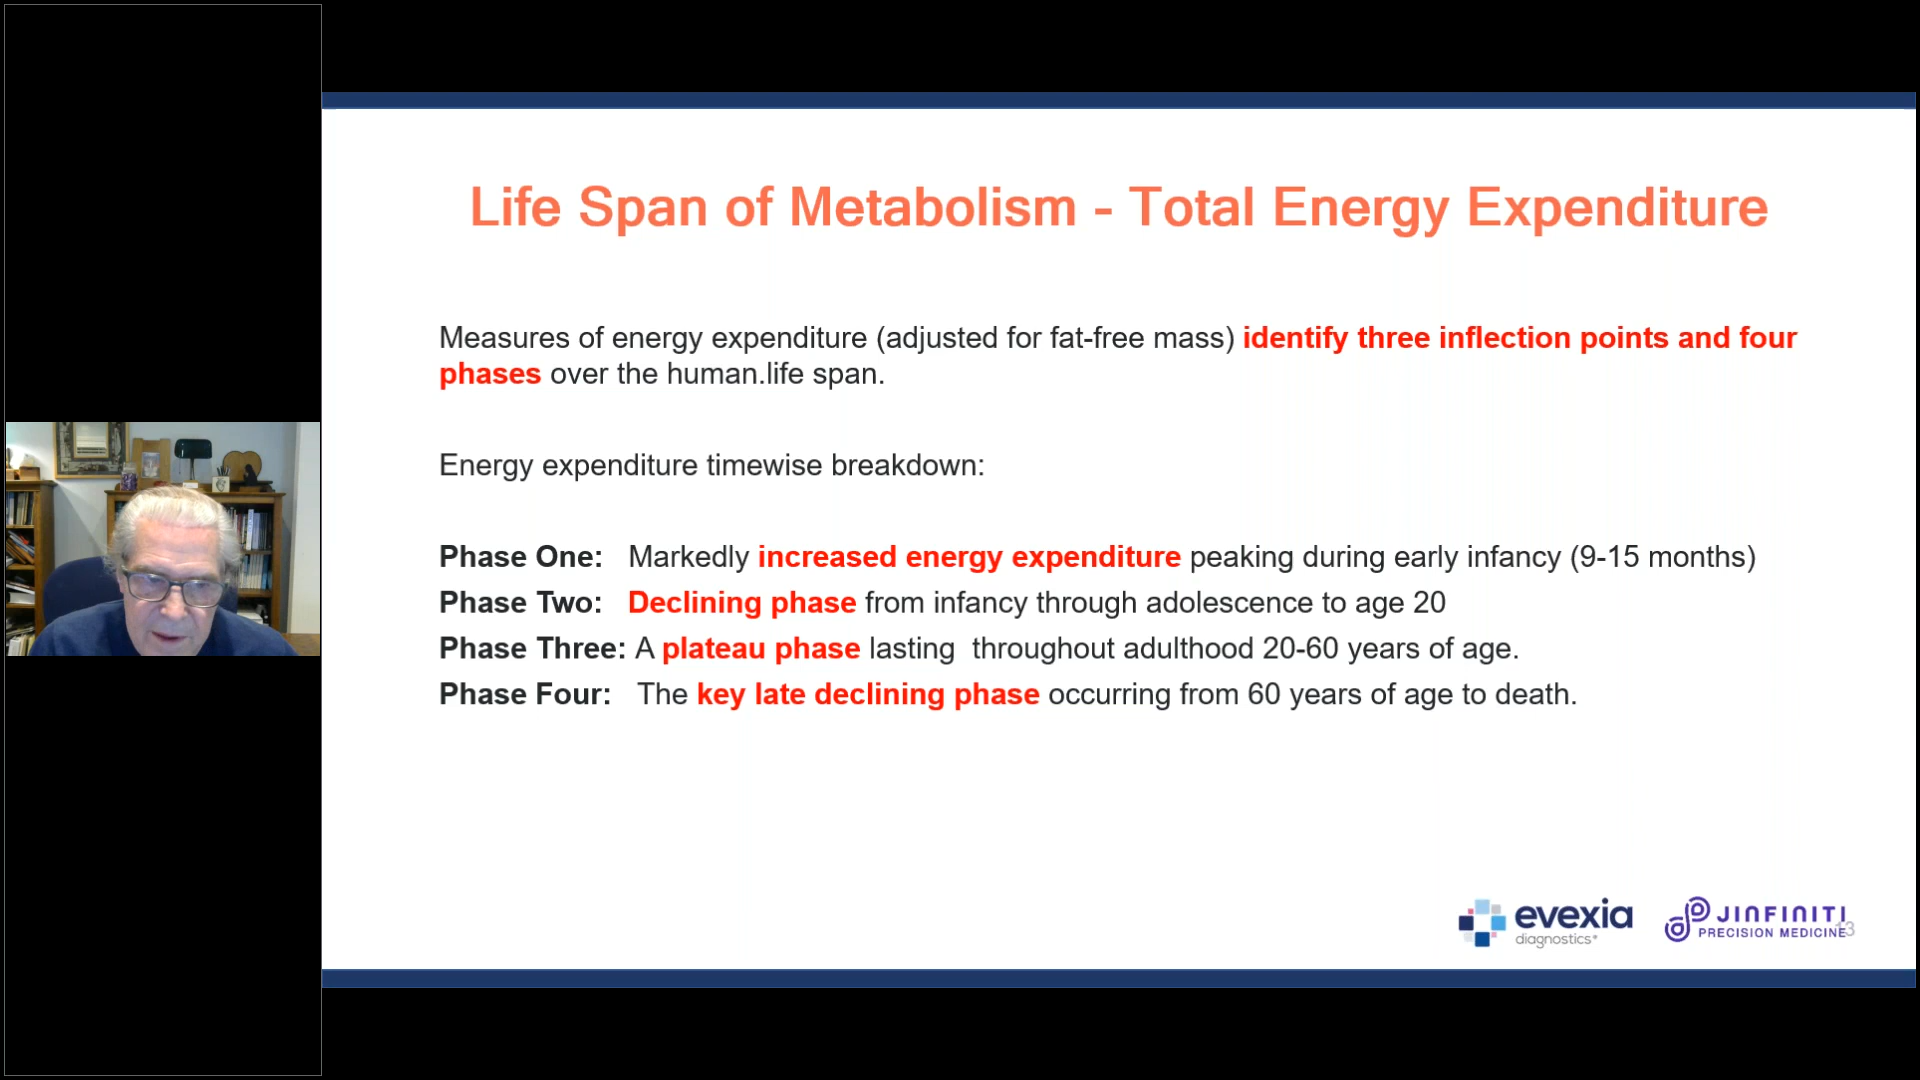 Life Span of Metabolism - Total Energy Expenditure
Measures of energy expenditure (adjusted for fat-free mass) identify three inflection points and four
phases over the human.life span.
Energy expenditure timewise breakdown:
Phase One: Markedly increased energy expenditure peaking during early infancy (9-15 months)
Phase Two: Declining phase from infancy through adolescence to age 20
Phase Three: A plateau phase lasting throughout adulthood 20-60 years of age.
Phase Four: The key late declining phase occurring from 60 years of age to death.
evexia
diagnostics®
JINFINITI
PRECISION MEDICINE
13